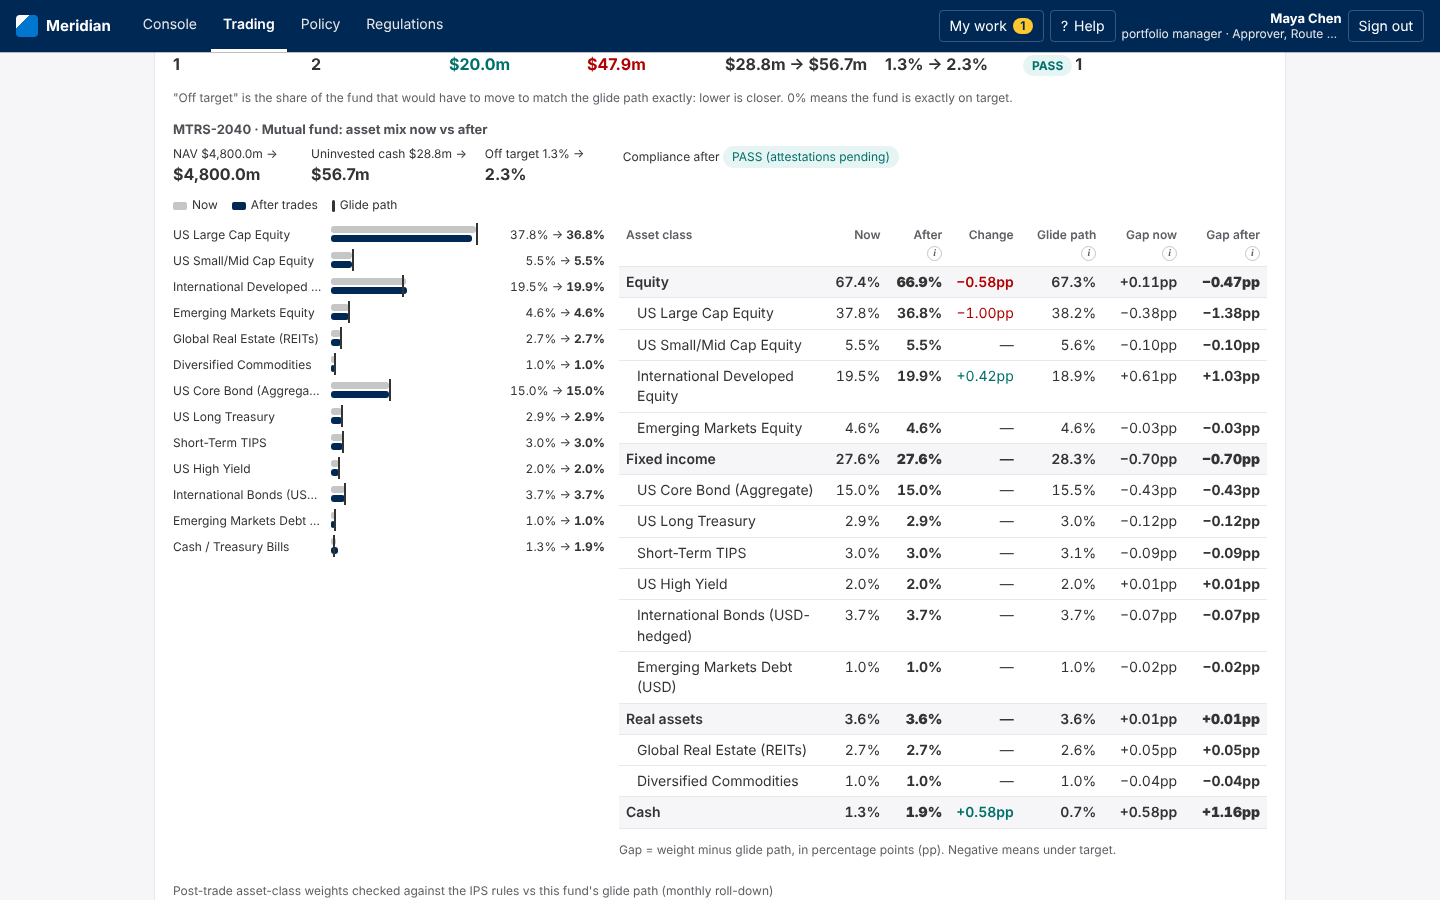 Meridian Console Trading Policy Regulations My work 1 ? Help Maya Chen Sign out
portfolio manager · Approver, Route ...
1 2 $20.0m $47.9m $28.8m → $56.7m 1.3% → 2.3% PASS 1
"Off target" is the share of the fund that would have to move to match the glide path exactly: lower is closer. 0% means the fund is exactly on target.
MTRS-2040 · Mutual fund: asset mix now vs after
NAV $4,800.0m → Uninvested cash $28.8m → Off target 1.3% → Compliance after PASS (attestations pending)
$4,800.0m $56.7m 2.3%
Now After trades Glide path
US Large Cap Equity 37.8% → 36.8%
US Small/Mid Cap Equity 5.5% → 5.5%
International Developed ... 19.5% → 19.9%
Emerging Markets Equity 4.6% → 4.6%
Global Real Estate (REITs) 2.7% → 2.7%
Diversified Commodities 1.0% → 1.0%
US Core Bond (Aggrega... 15.0% → 15.0%
US Long Treasury 2.9% → 2.9%
Short-Term TIPS 3.0% → 3.0%
US High Yield 2.0% → 2.0%
International Bonds (US... 3.7% → 3.7%
Emerging Markets Debt ... 1.0% → 1.0%
Cash / Treasury Bills 1.3% → 1.9%
Asset class Now After Change Glide path Gap now Gap after
i i i i
Equity 67.4% 66.9% −0.58pp 67.3% +0.11pp −0.47pp
US Large Cap Equity 37.8% 36.8% −1.00pp 38.2% −0.38pp −1.38pp
US Small/Mid Cap Equity 5.5% 5.5% — 5.6% −0.10pp −0.10pp
International Developed 19.5% 19.9% +0.42pp 18.9% +0.61pp +1.03pp
Equity
Emerging Markets Equity 4.6% 4.6% — 4.6% −0.03pp −0.03pp
Fixed income 27.6% 27.6% — 28.3% −0.70pp −0.70pp
US Core Bond (Aggregate) 15.0% 15.0% — 15.5% −0.43pp −0.43pp
US Long Treasury 2.9% 2.9% — 3.0% −0.12pp −0.12pp
Short-Term TIPS 3.0% 3.0% — 3.1% −0.09pp −0.09pp
US High Yield 2.0% 2.0% — 2.0% +0.01pp +0.01pp
International Bonds (USD- 3.7% 3.7% — 3.7% −0.07pp −0.07pp
hedged)
Emerging Markets Debt 1.0% 1.0% — 1.0% −0.02pp −0.02pp
(USD)
Real assets 3.6% 3.6% — 3.6% +0.01pp +0.01pp
Global Real Estate (REITs) 2.7% 2.7% — 2.6% +0.05pp +0.05pp
Diversified Commodities 1.0% 1.0% — 1.0% −0.04pp −0.04pp
Cash 1.3% 1.9% +0.58pp 0.7% +0.58pp +1.16pp
Gap = weight minus glide path, in percentage points (pp). Negative means under target.
Post-trade asset-class weights checked against the IPS rules vs this fund's glide path (monthly roll-down)